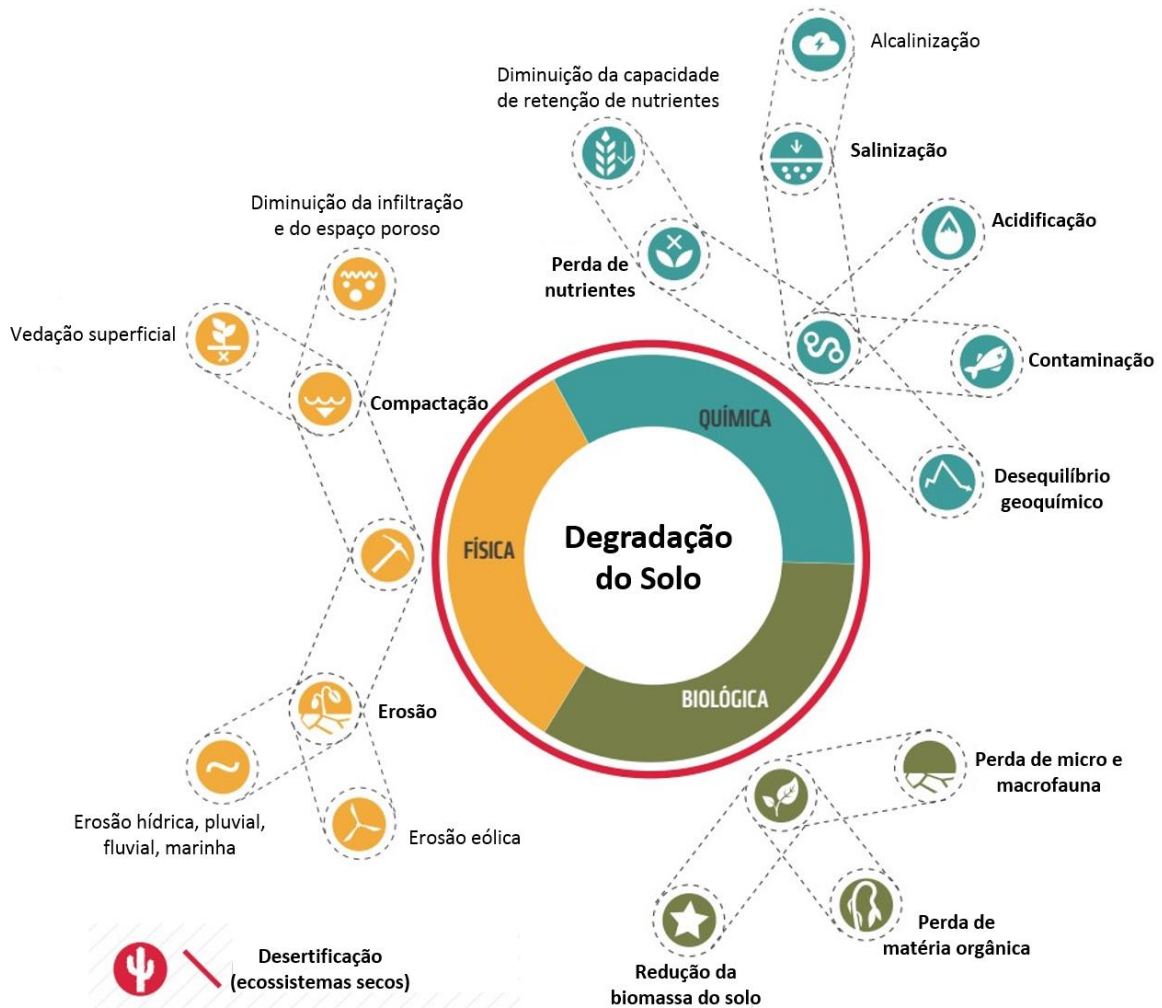 Alcalinização
Diminuição da capacidade
de retenção de nutrientes
Salinização
Diminuição da infiltração
e do espaço poroso
Acidificação
Perda de
nutrientes
Vedação superficial
Contaminação
Compactação
QUÍMICA
Desequilíbrio
geoquímico
FÍSICA
Degradação
do Solo
BIOLÓGICA
Erosão
Perda de micro e
macrofauna
Erosão hídrica, pluvial,
fluvial, marinha
Erosão eólica
Perda de
matéria orgânica
Redução da
biomassa do solo
Desertificação
(ecossistemas secos)